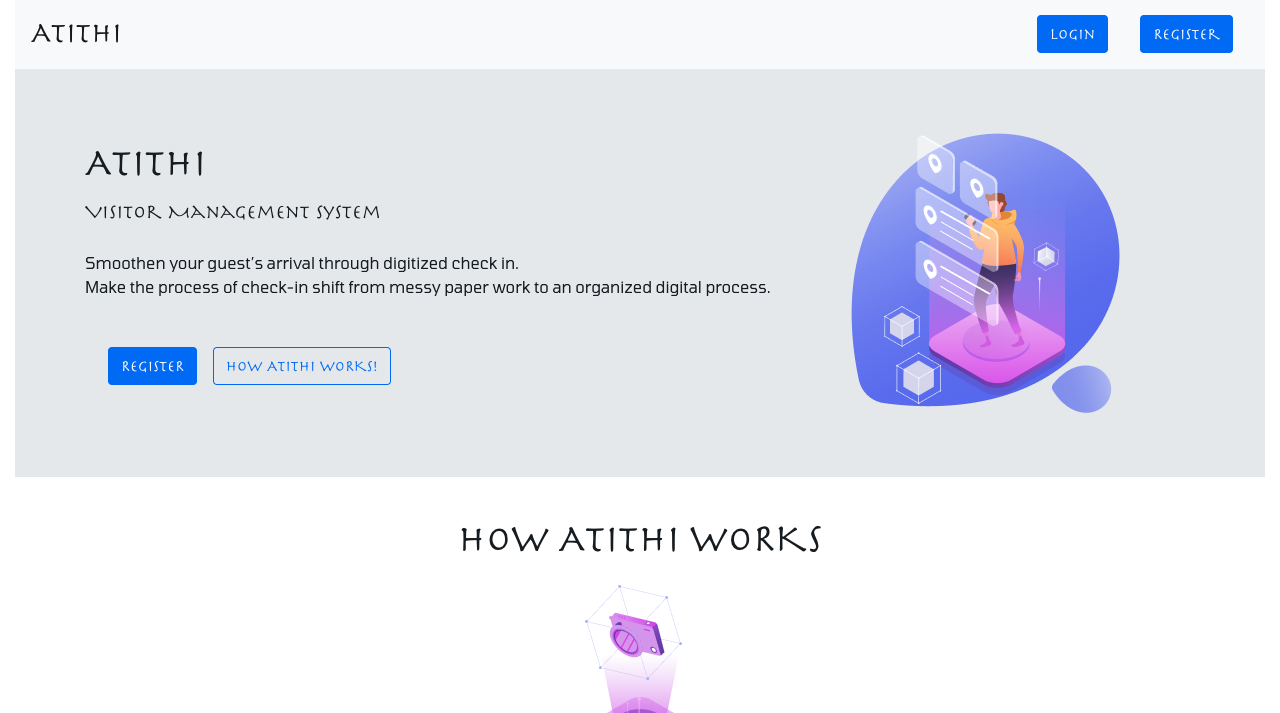 Atithi
Login
Register
Atithi
Visitor Management System
Smoothen your guest's arrival through digitized check in.
Make the process of check-in shift from messy paper work to an organized digital process.
Register
How Atithi Works!
How Atithi Works